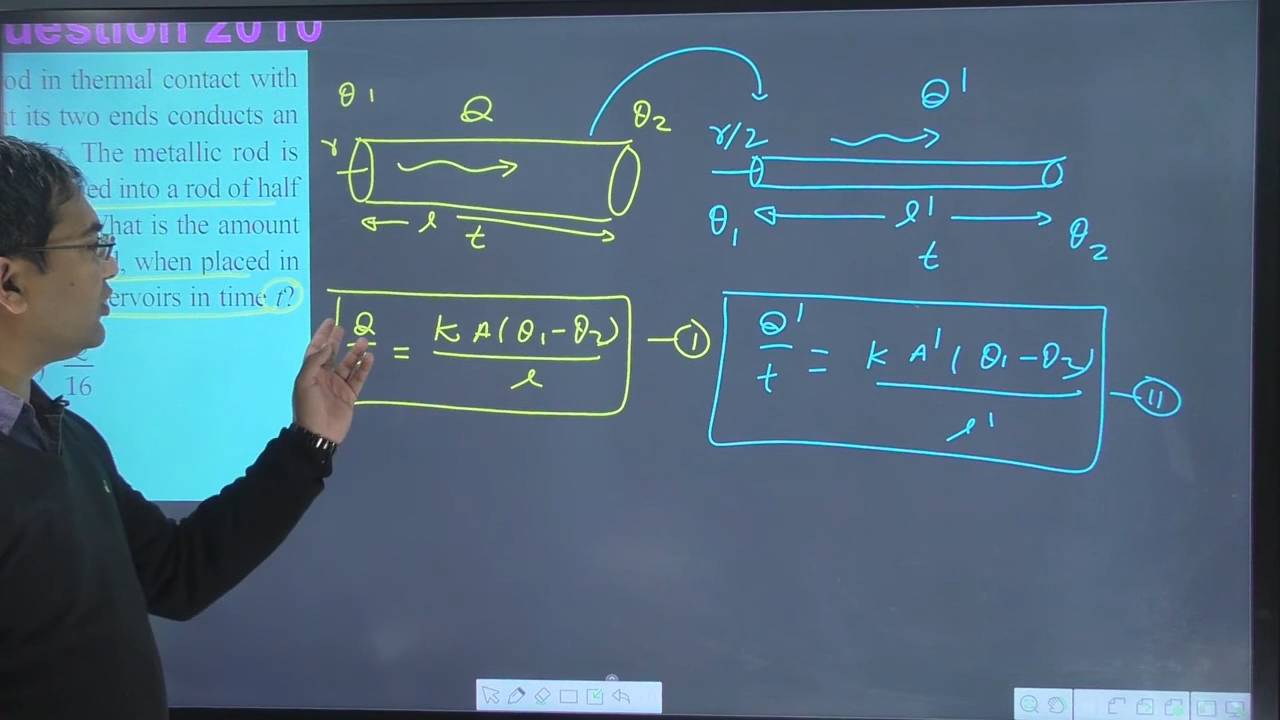 uestion 2010
od in thermal contact with
t its two ends conducts an
t. The metallic rod is
ed into a rod of half
hat is the amount
, when placed in
ervoirs in time t?
16
θ1 Q θ2
r
l
t
Q/t = KA(θ1-θ2)/l — 1
Q'
r/2
θ1 l' θ2
t
Q'/t = KA'(θ1-θ2)/l' — 11